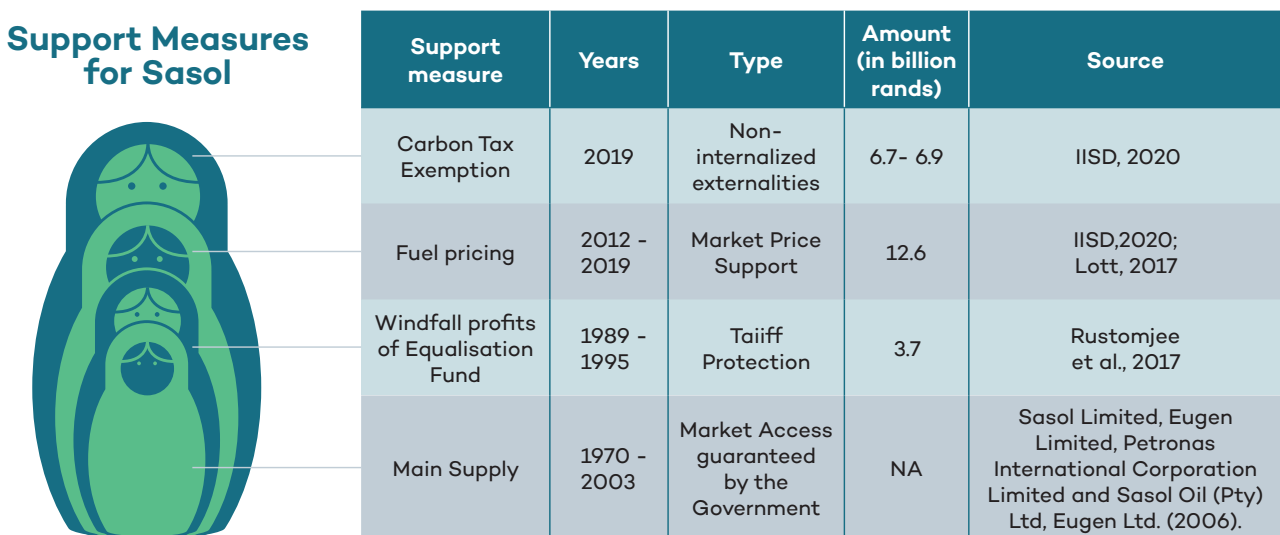 Support Measures
for Sasol
Support
measure
Years
Type
Amount
(in billion
rands)
Source
Carbon Tax
Exemption
2019
Non-
internalized
externalities
6.7- 6.9
IISD, 2020
Fuel pricing
2012 -
2019
Market Price
Support
12.6
IISD,2020;
Lott, 2017
Windfall profits
of Equalisation
Fund
1989 -
1995
Taiiff
Protection
3.7
Rustomjee
et al., 2017
Main Supply
1970 -
2003
Market Access
guaranteed
by the
Government
NA
Sasol Limited, Eugen
Limited, Petronas
International Corporation
Limited and Sasol Oil (Pty)
Ltd, Eugen Ltd. (2006).